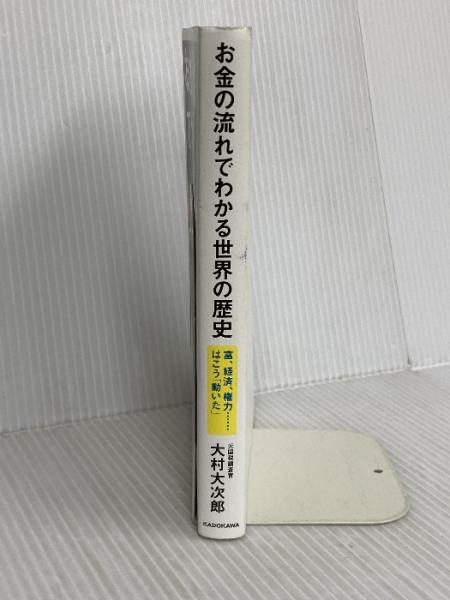 お金の流れでわかる世界の歴史
富、経済、権力……
はこう「動いた」
元国税調査官
大村大次郎
KADOKAWA